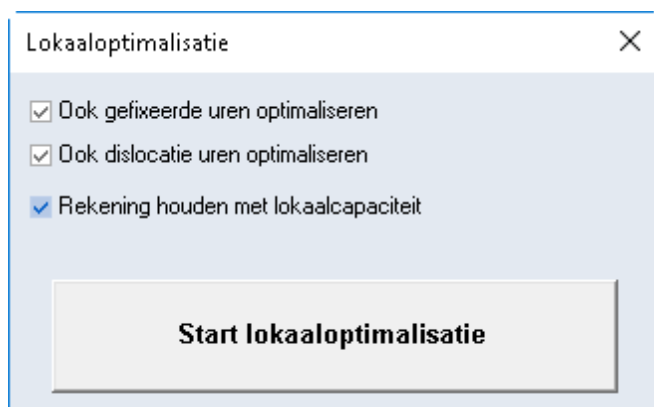 Lokaaloptimalisatie
Ook gefixeerde uren optimaliseren
Ook dislocatie uren optimaliseren
Rekening houden met lokaalcapaciteit
Start lokaaloptimalisatie